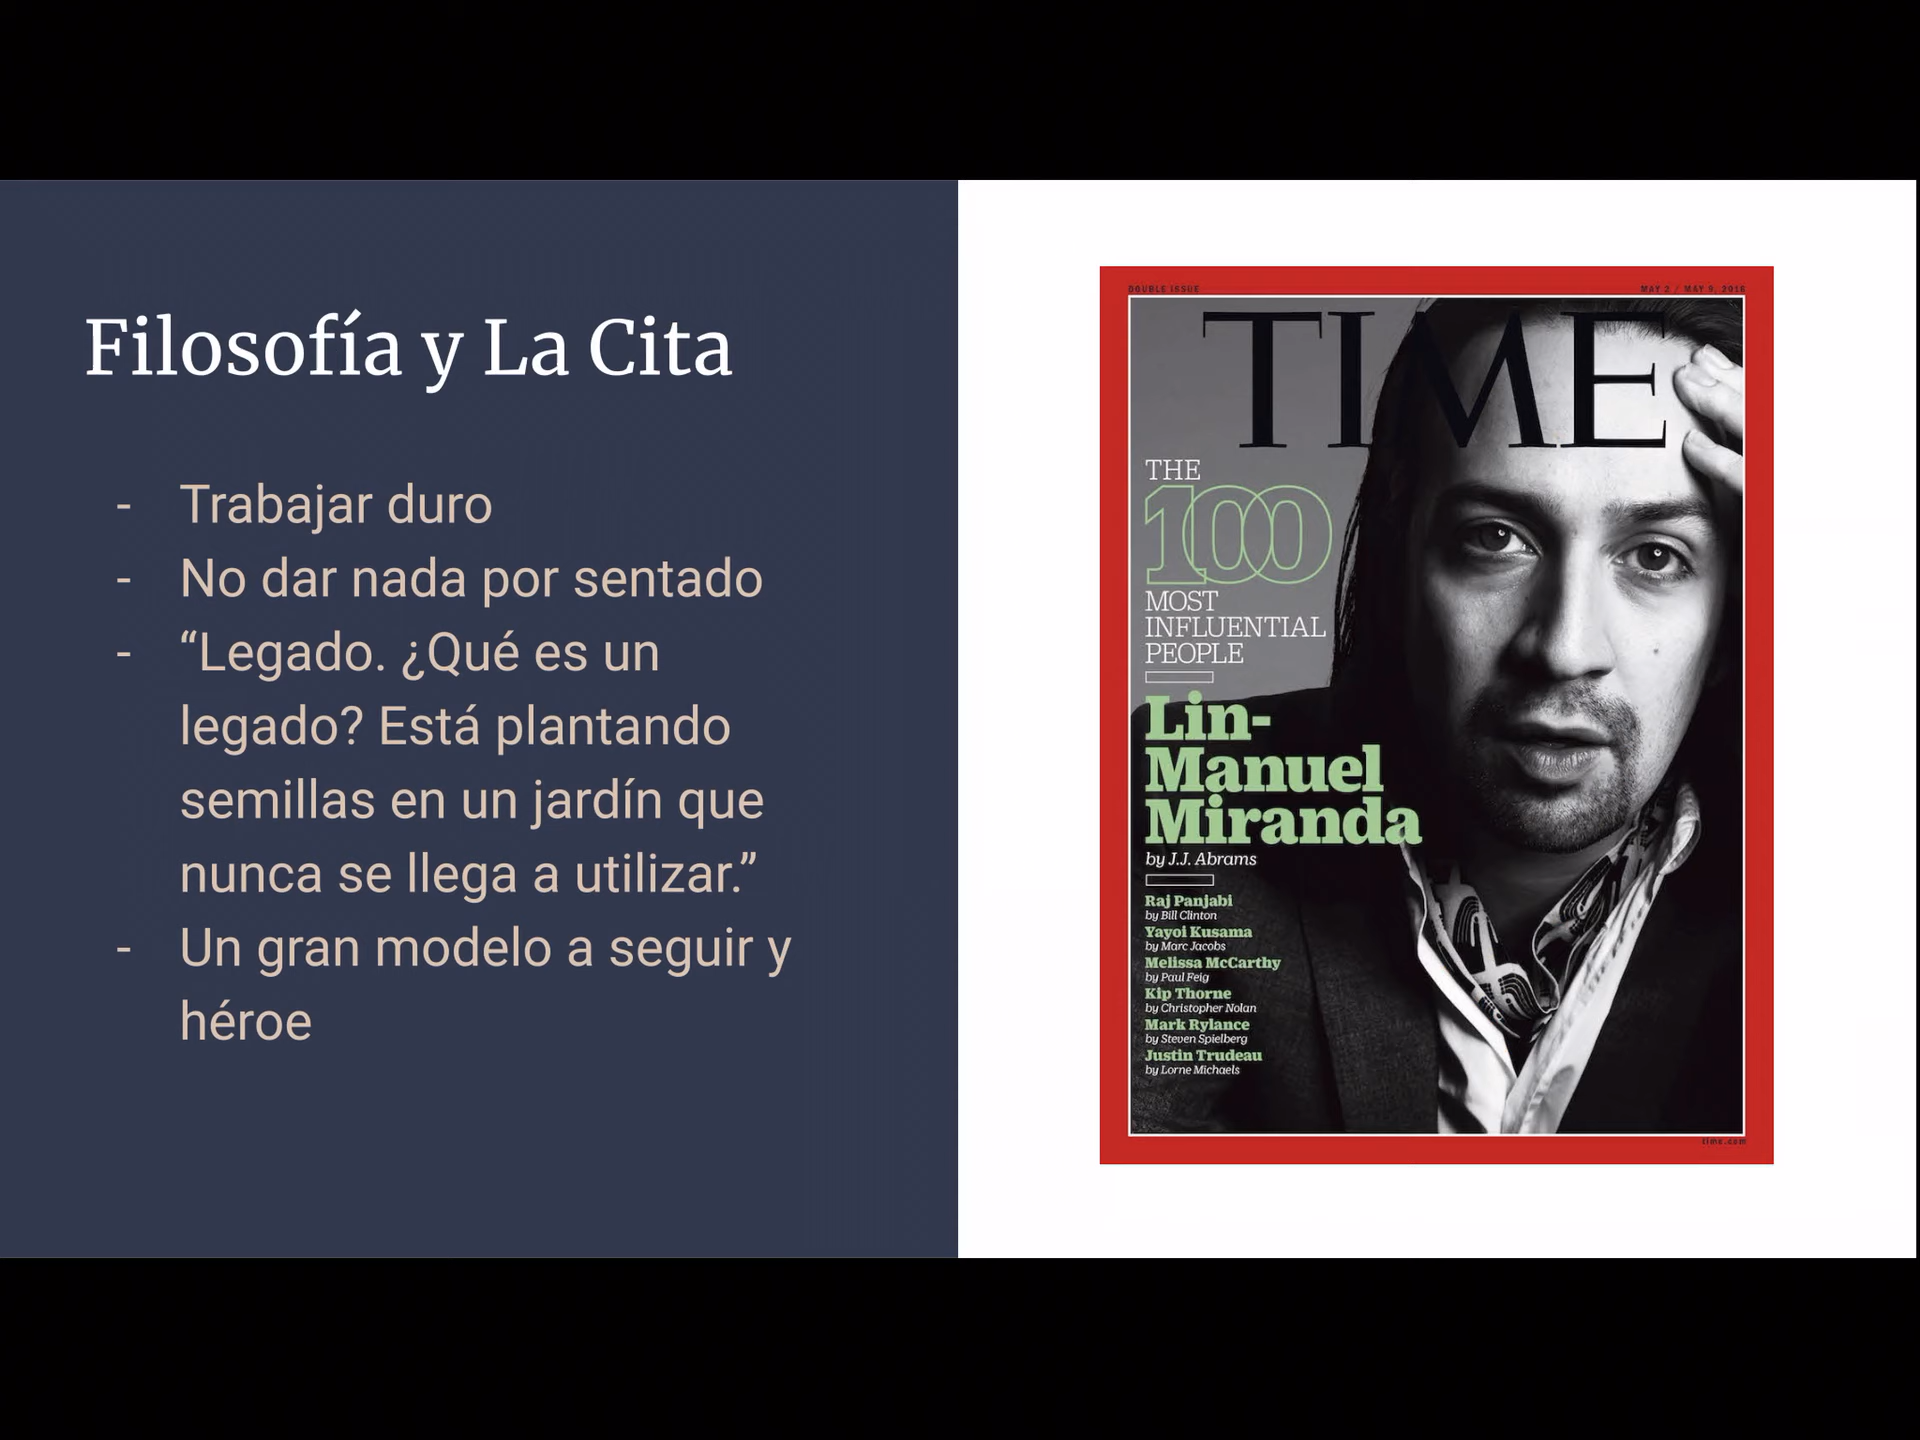 Filosofía y La Cita
- Trabajar duro
- No dar nada por sentado
- “Legado. ¿Qué es un
legado? Está plantando
semillas en un jardín que
nunca se llega a utilizar.”
- Un gran modelo a seguir y
héroe
DOUBLE ISSUE
MAY 2 / MAY 9, 2016
TIME
THE
100
MOST
INFLUENTIAL
PEOPLE
Lin-
Manuel
Miranda
by J.J. Abrams
Raj Panjabi
by Bill Clinton
Yayoi Kusama
by Marc Jacobs
Melissa McCarthy
by Paul Feig
Kip Thorne
by Christopher Nolan
Mark Rylance
by Steven Spielberg
Justin Trudeau
by Lorne Michaels
time.com